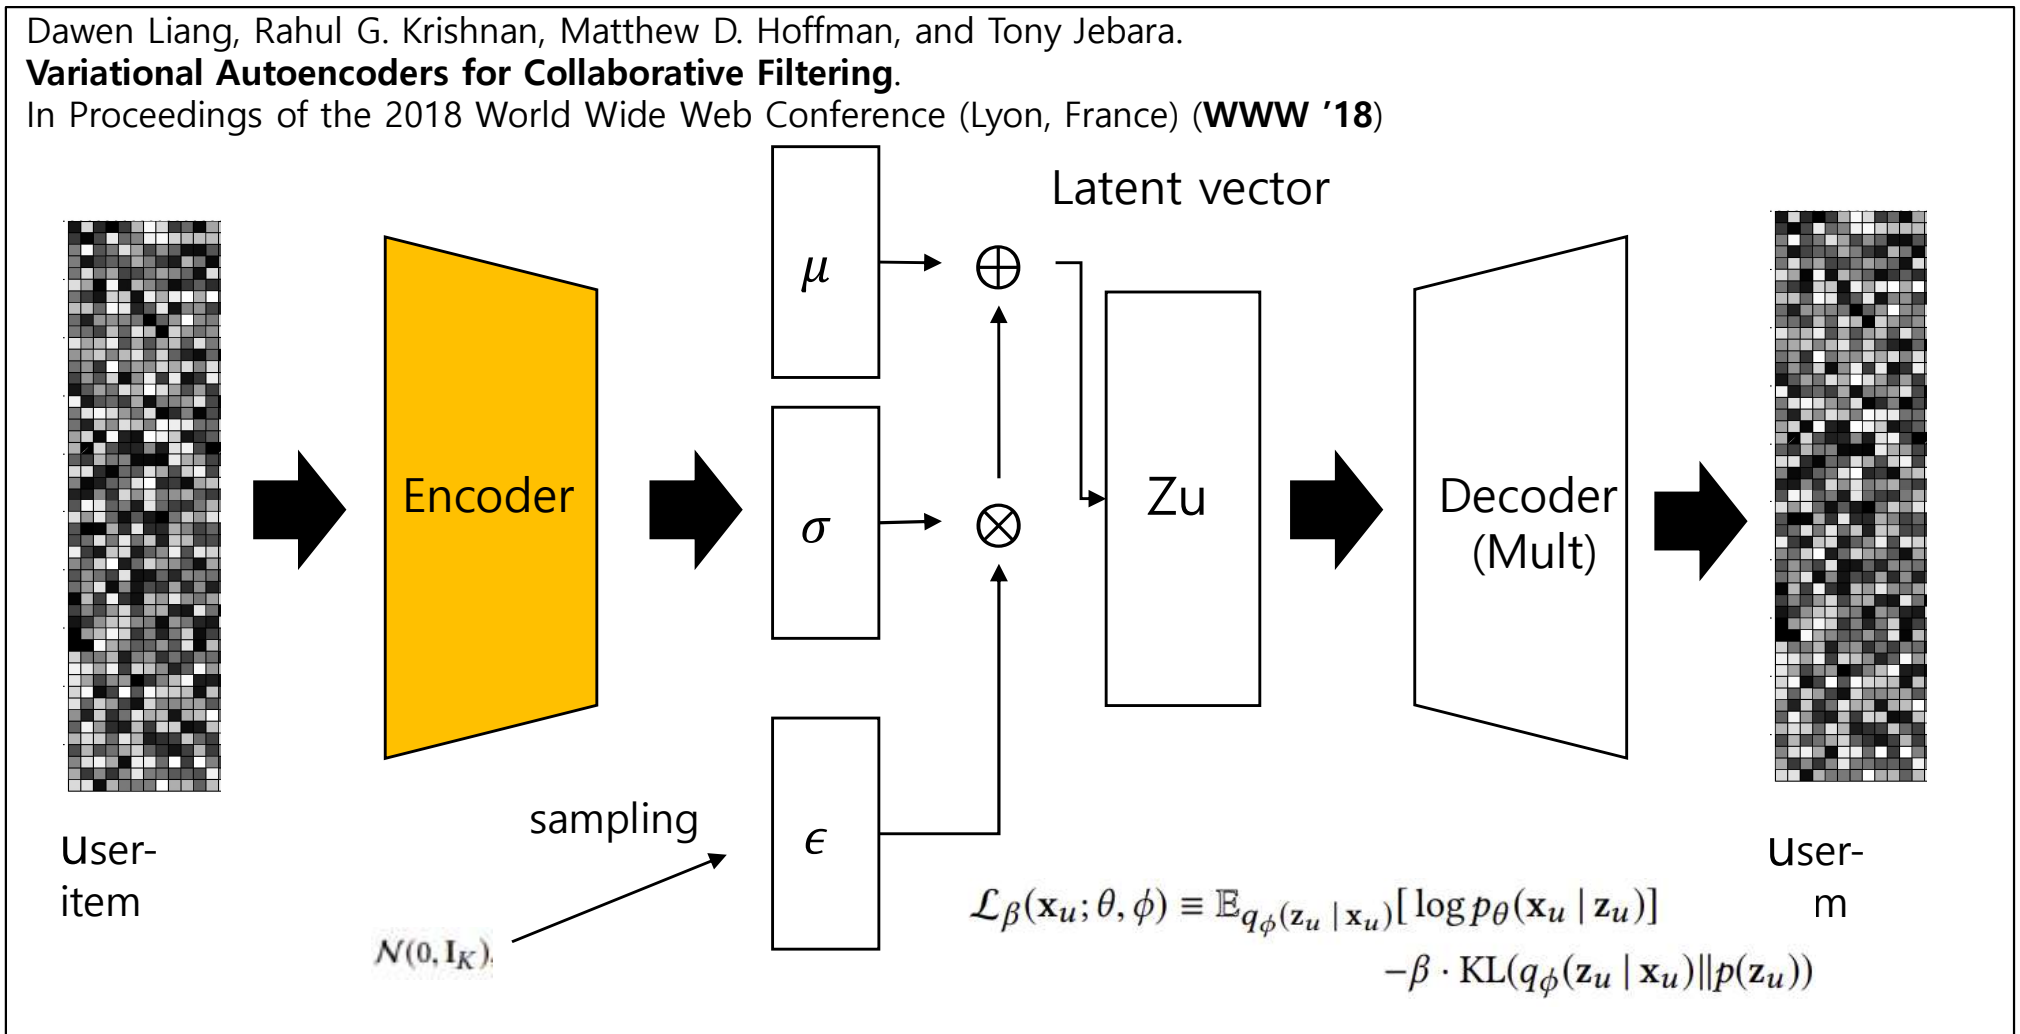 Dawen Liang, Rahul G. Krishnan, Matthew D. Hoffman, and Tony Jebara.
Variational Autoencoders for Collaborative Filtering.
In Proceedings of the 2018 World Wide Web Conference (Lyon, France) (WWW ’18)
Latent vector
μ
⊕
Encoder
σ
⊗
Zu
Decoder
(Mult)
sampling
ϵ
user-
item
user-
m
𝒩(0, I_K),
ℒ_β(x_u; θ, ϕ) ≡ 𝔼_{q_ϕ(z_u | x_u)}[log p_θ(x_u | z_u)]
−β · KL(q_ϕ(z_u | x_u)||p(z_u))